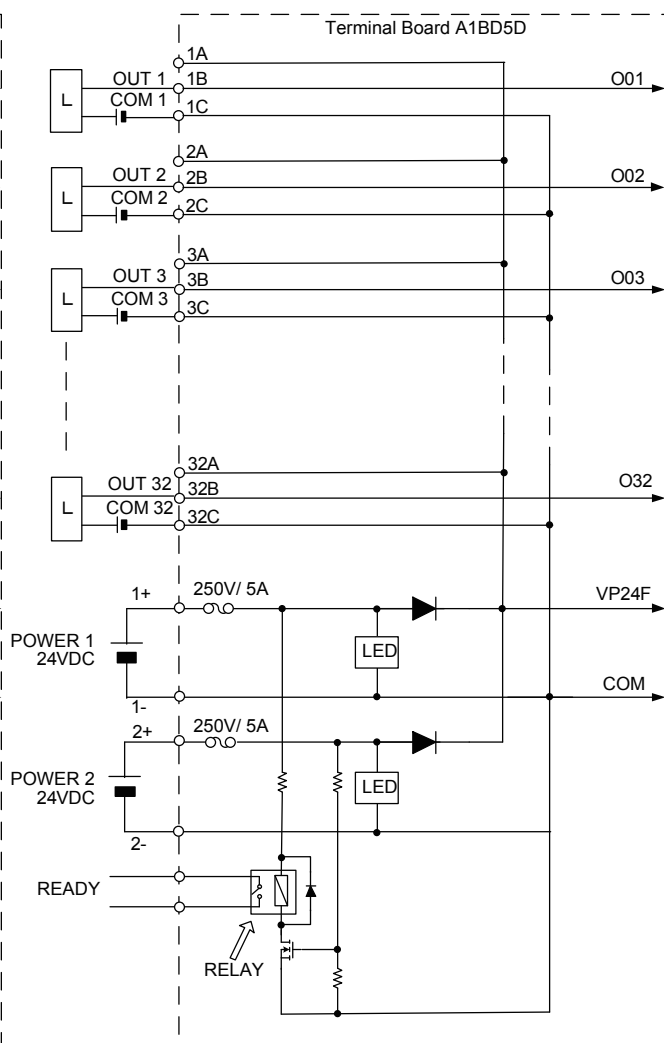 Terminal Board A1BD5D
1A
OUT 1
1B
O01
L
COM 1
1C
2A
OUT 2
2B
O02
L
COM 2
2C
3A
OUT 3
3B
O03
L
COM 3
3C
32A
OUT 32
32B
O32
L
COM 32
32C
1+
250V/ 5A
VP24F
POWER 1
24VDC
LED
COM
1-
2+
250V/ 5A
POWER 2
24VDC
LED
2-
READY
RELAY